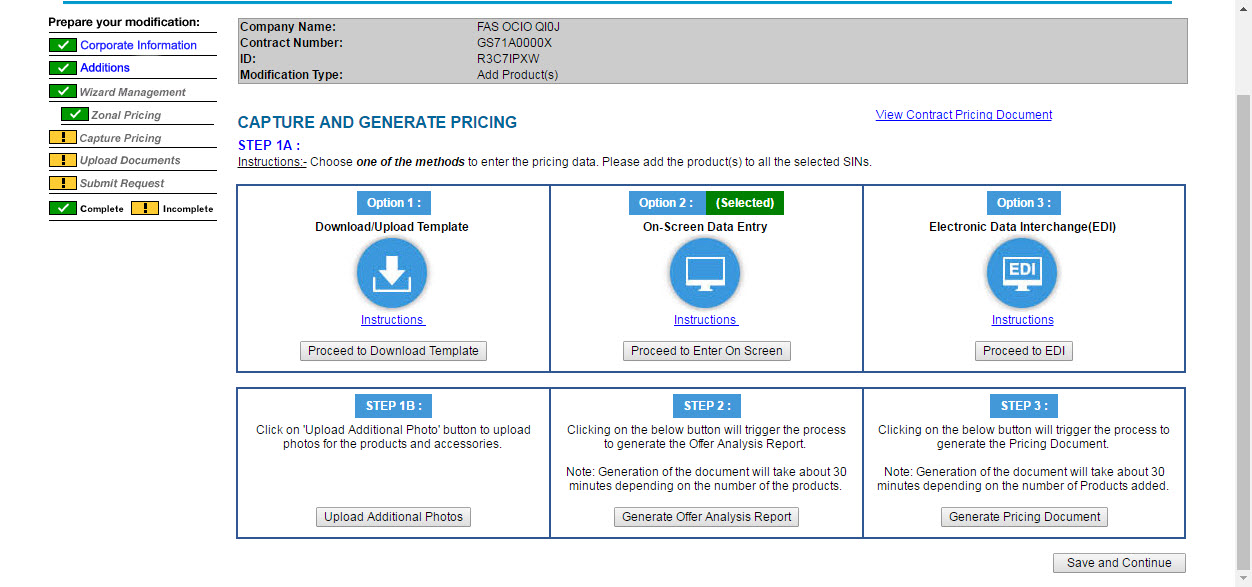 Prepare your modification:
Corporate Information
Additions
Wizard Management
Zonal Pricing
Capture Pricing
Upload Documents
Submit Request
Complete ! Incomplete
Company Name: FAS OCIO QI0J
Contract Number: GS71A0000X
ID: R3C7IPXW
Modification Type: Add Product(s)
CAPTURE AND GENERATE PRICING
View Contract Pricing Document
STEP 1A :
Instructions:- Choose one of the methods to enter the pricing data. Please add the product(s) to all the selected SINs.
Option 1 :
Download/Upload Template
Instructions
Proceed to Download Template
Option 2 : (Selected)
On-Screen Data Entry
Instructions
Proceed to Enter On Screen
Option 3 :
Electronic Data Interchange(EDI)
EDI
Instructions
Proceed to EDI
STEP 1B :
Click on 'Upload Additional Photo' button to upload
photos for the products and accessories.
Upload Additional Photos
STEP 2 :
Clicking on the below button will trigger the process
to generate the Offer Analysis Report.
Note: Generation of the document will take about 30
minutes depending on the number of the products.
Generate Offer Analysis Report
STEP 3 :
Clicking on the below button will trigger the process to
generate the Pricing Document.
Note: Generation of the document will take about 30
minutes depending on the number of Products added.
Generate Pricing Document
Save and Continue